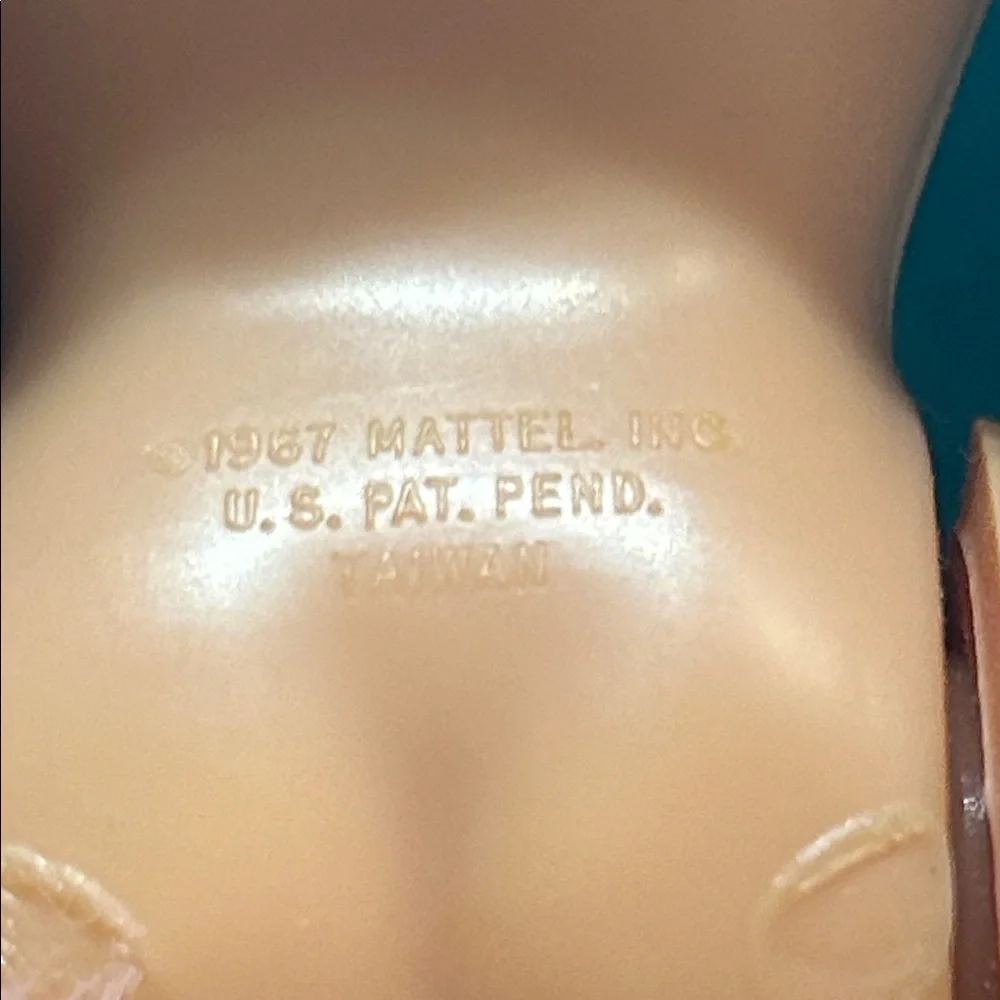 ©1967 MATTEL. INC.
U.S. PAT. PEND.
TAIWAN